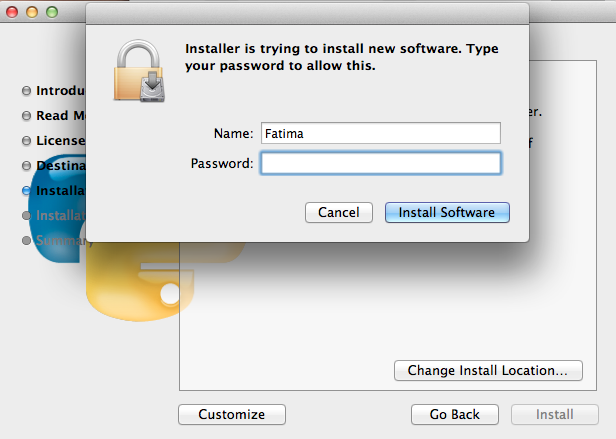 Installer is trying to install new software. Type
your password to allow this.
Name: Fatima
Password:
Cancel Install Software
Introdu
Read M
License
Destina
Installa
Installa
Summary
er.
f
Change Install Location...
Customize Go Back Install